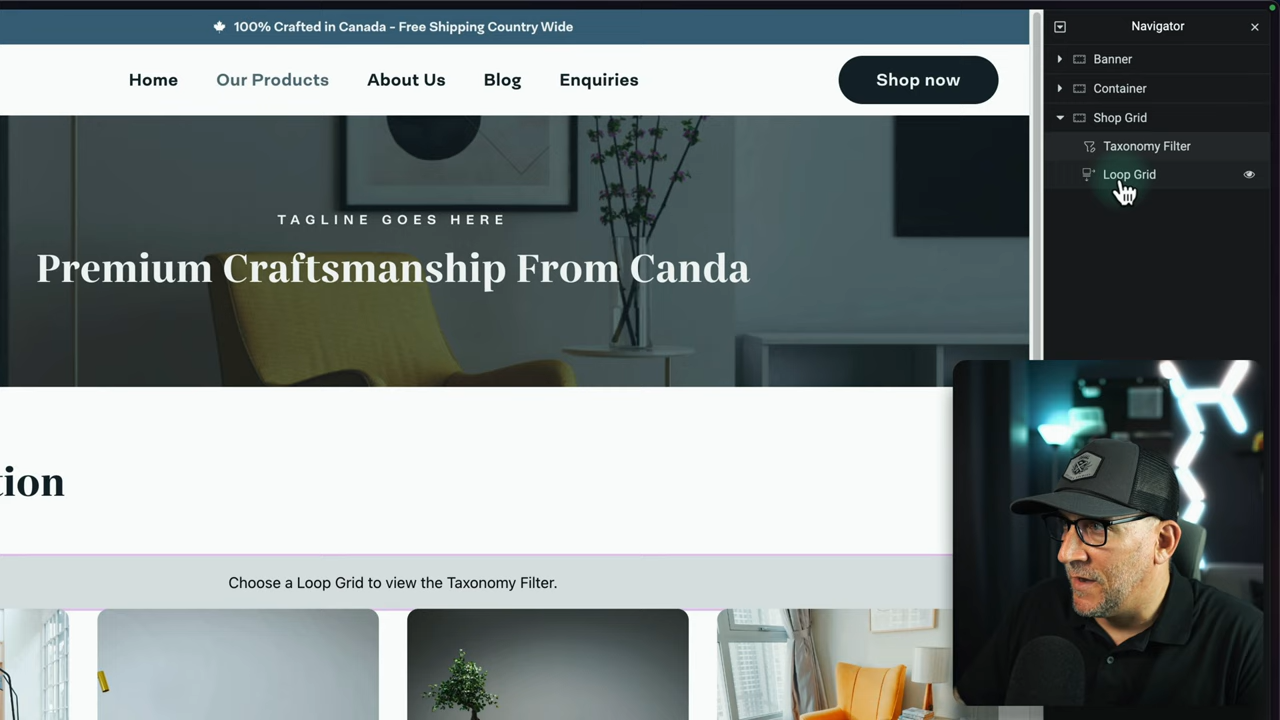 100% Crafted in Canada - Free Shipping Country Wide
Home Our Products About Us Blog Enquiries Shop now
TAGLINE GOES HERE
Premium Craftsmanship From Canda
tion
Choose a Loop Grid to view the Taxonomy Filter.
Navigator
Banner
Container
Shop Grid
Taxonomy Filter
Loop Grid